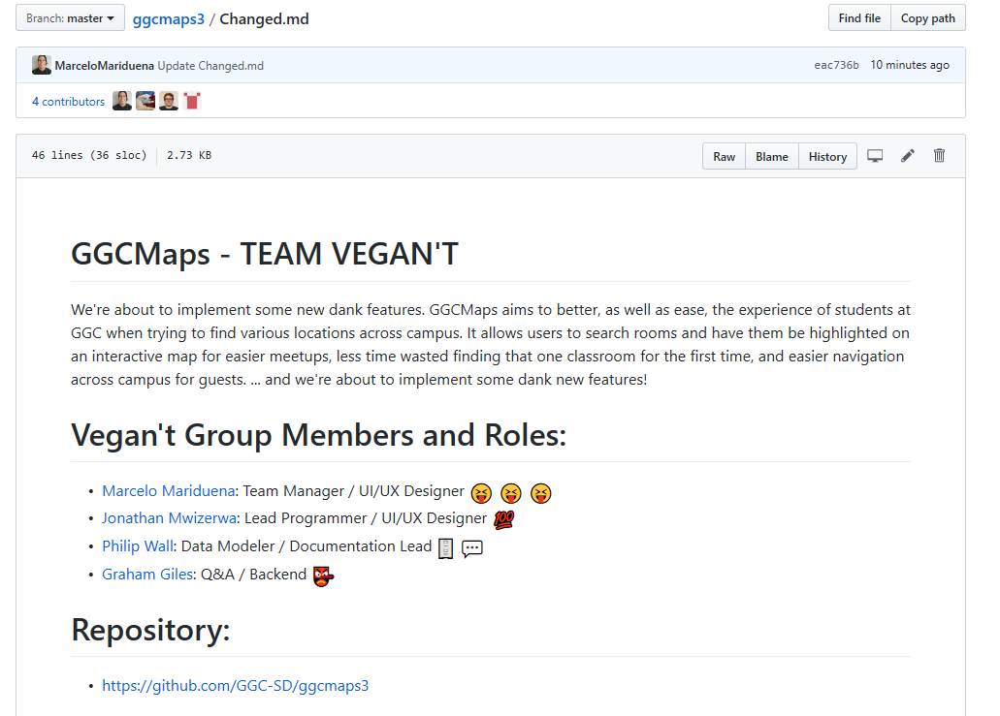 Branch: master
ggcmaps3 / Changed.md
Find file
Copy path
MarceloMariduena Update Changed.md
eac736b 10 minutes ago
4 contributors
46 lines (36 sloc)
2.73 KB
Raw
Blame
History
GGCMaps - TEAM VEGAN'T
We're about to implement some new dank features. GGCMaps aims to better, as well as ease, the experience of students at
GGC when trying to find various locations across campus. It allows users to search rooms and have them be highlighted on
an interactive map for easier meetups, less time wasted finding that one classroom for the first time, and easier navigation
across campus for guests. ... and we're about to implement some dank new features!
Vegan't Group Members and Roles:
• Marcelo Mariduena: Team Manager / UI/UX Designer 😝 😝 😝
• Jonathan Mwizerwa: Lead Programmer / UI/UX Designer 💯
• Philip Wall: Data Modeler / Documentation Lead
• Graham Giles: Q&A / Backend 👺
Repository:
• https://github.com/GGC-SD/ggcmaps3